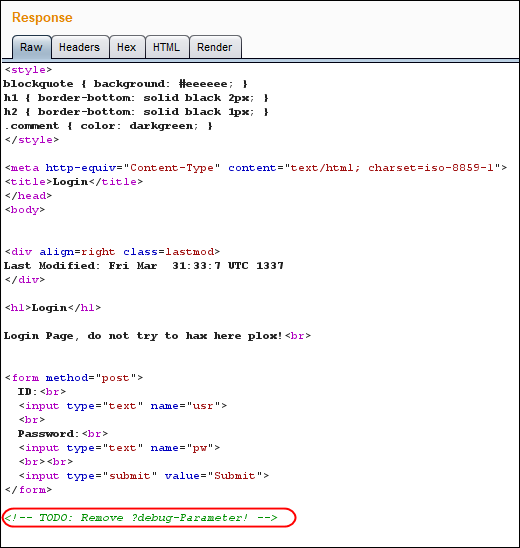 Response
Raw Headers Hex HTML Render
<style>
blockquote { background: #eeeeee; }
h1 { border-bottom: solid black 2px; }
h2 { border-bottom: solid black 1px; }
.comment { color: darkgreen; }
</style>
<meta http-equiv="Content-Type" content="text/html; charset=iso-8859-1">
<title>Login</title>
</head>
<body>
<div align=right class=lastmod>
Last Modified: Fri Mar  31:33:7 UTC 1337
</div>
<h1>Login</h1>
Login Page, do not try to hax here plox!<br>
<form method="post">
  ID:<br>
  <input type="text" name="usr">
  <br>
  Password:<br>
  <input type="text" name="pw">
  <br><br>
  <input type="submit" value="Submit">
</form>
<!-- TODO: Remove ?debug-Parameter! -->